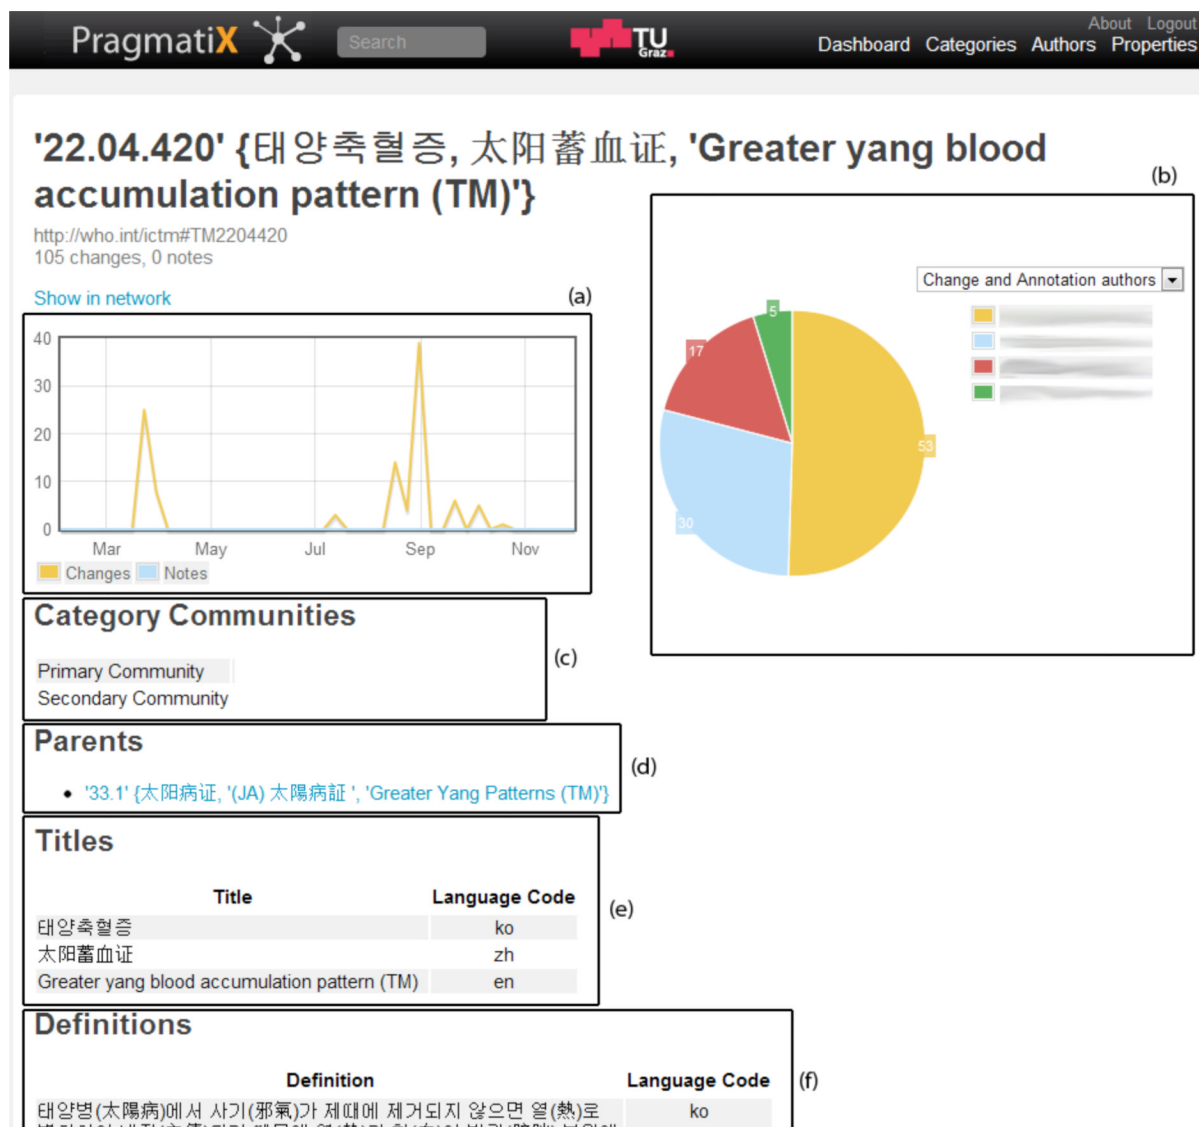 PragmatiX
Search
TU
Graz
About Logout
Dashboard Categories Authors Properties
'22.04.420' {태양축혈증, 太阳蓄血证, 'Greater yang blood
accumulation pattern (TM)'}
http://who.int/ictm#TM2204420
105 changes, 0 notes
Show in network
(a)
40
30
20
10
0
Mar May Jul Sep Nov
Changes Notes
(b)
Change and Annotation authors
5
17
53
30
Category Communities
Primary Community
Secondary Community
(c)
Parents
'33.1' {太阳病证, '(JA) 太陽病証 ', 'Greater Yang Patterns (TM)'}
(d)
Titles
Title Language Code
태양축혈증 ko
太阳蓄血证 zh
Greater yang blood accumulation pattern (TM) en
(e)
Definitions
Definition Language Code
(f)
태양병(太陽病)에서 사기(邪氣)가 제때에 제거되지 않으면 열(熱)로 ko